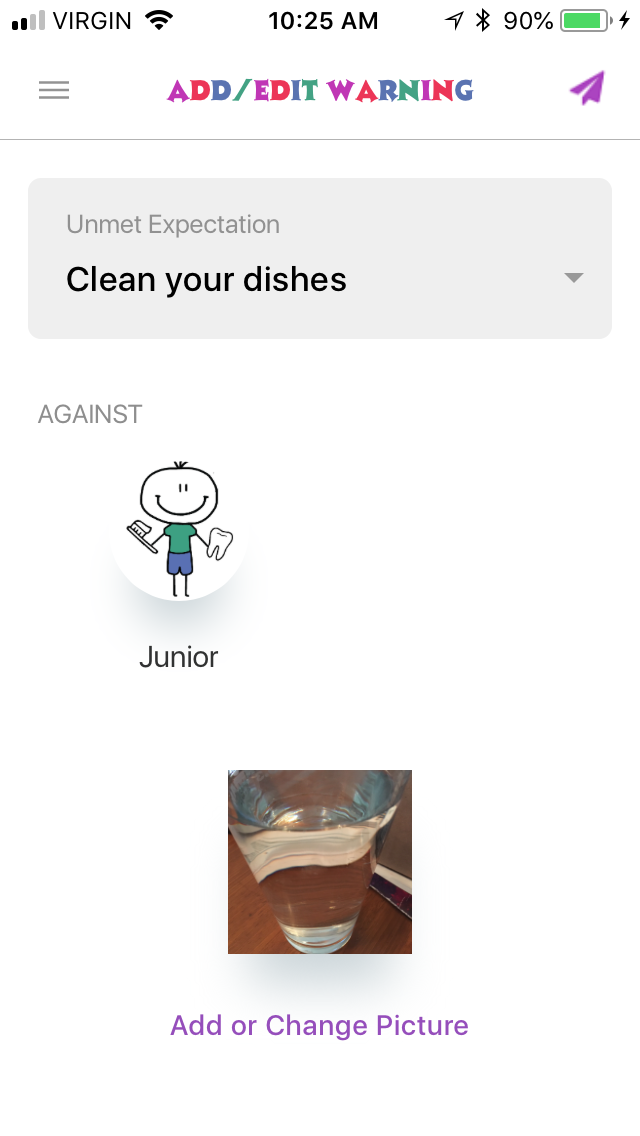 VIRGIN 10:25 AM 90%
ADD/EDIT WARNING
Unmet Expectation
Clean your dishes
AGAINST
Junior
Add or Change Picture